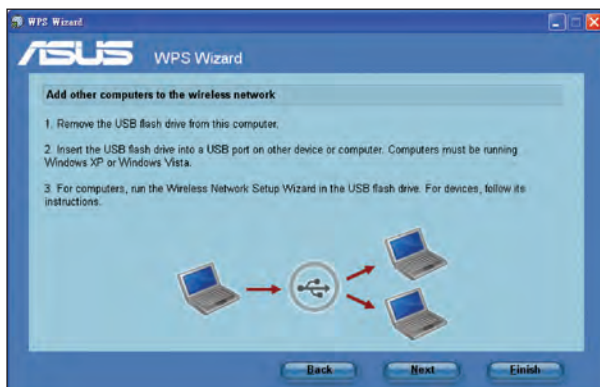 WPS Wizard
ASUS WPS Wizard
Add other computers to the wireless network
1. Remove the USB flash drive from this computer.
2. Insert the USB flash drive into a USB port on other device or computer. Computers must be running
Windows XP or Windows Vista.
3. For computers, run the Wireless Network Setup Wizard in the USB flash drive. For devices, follow its
instructions.
Back Next Finish